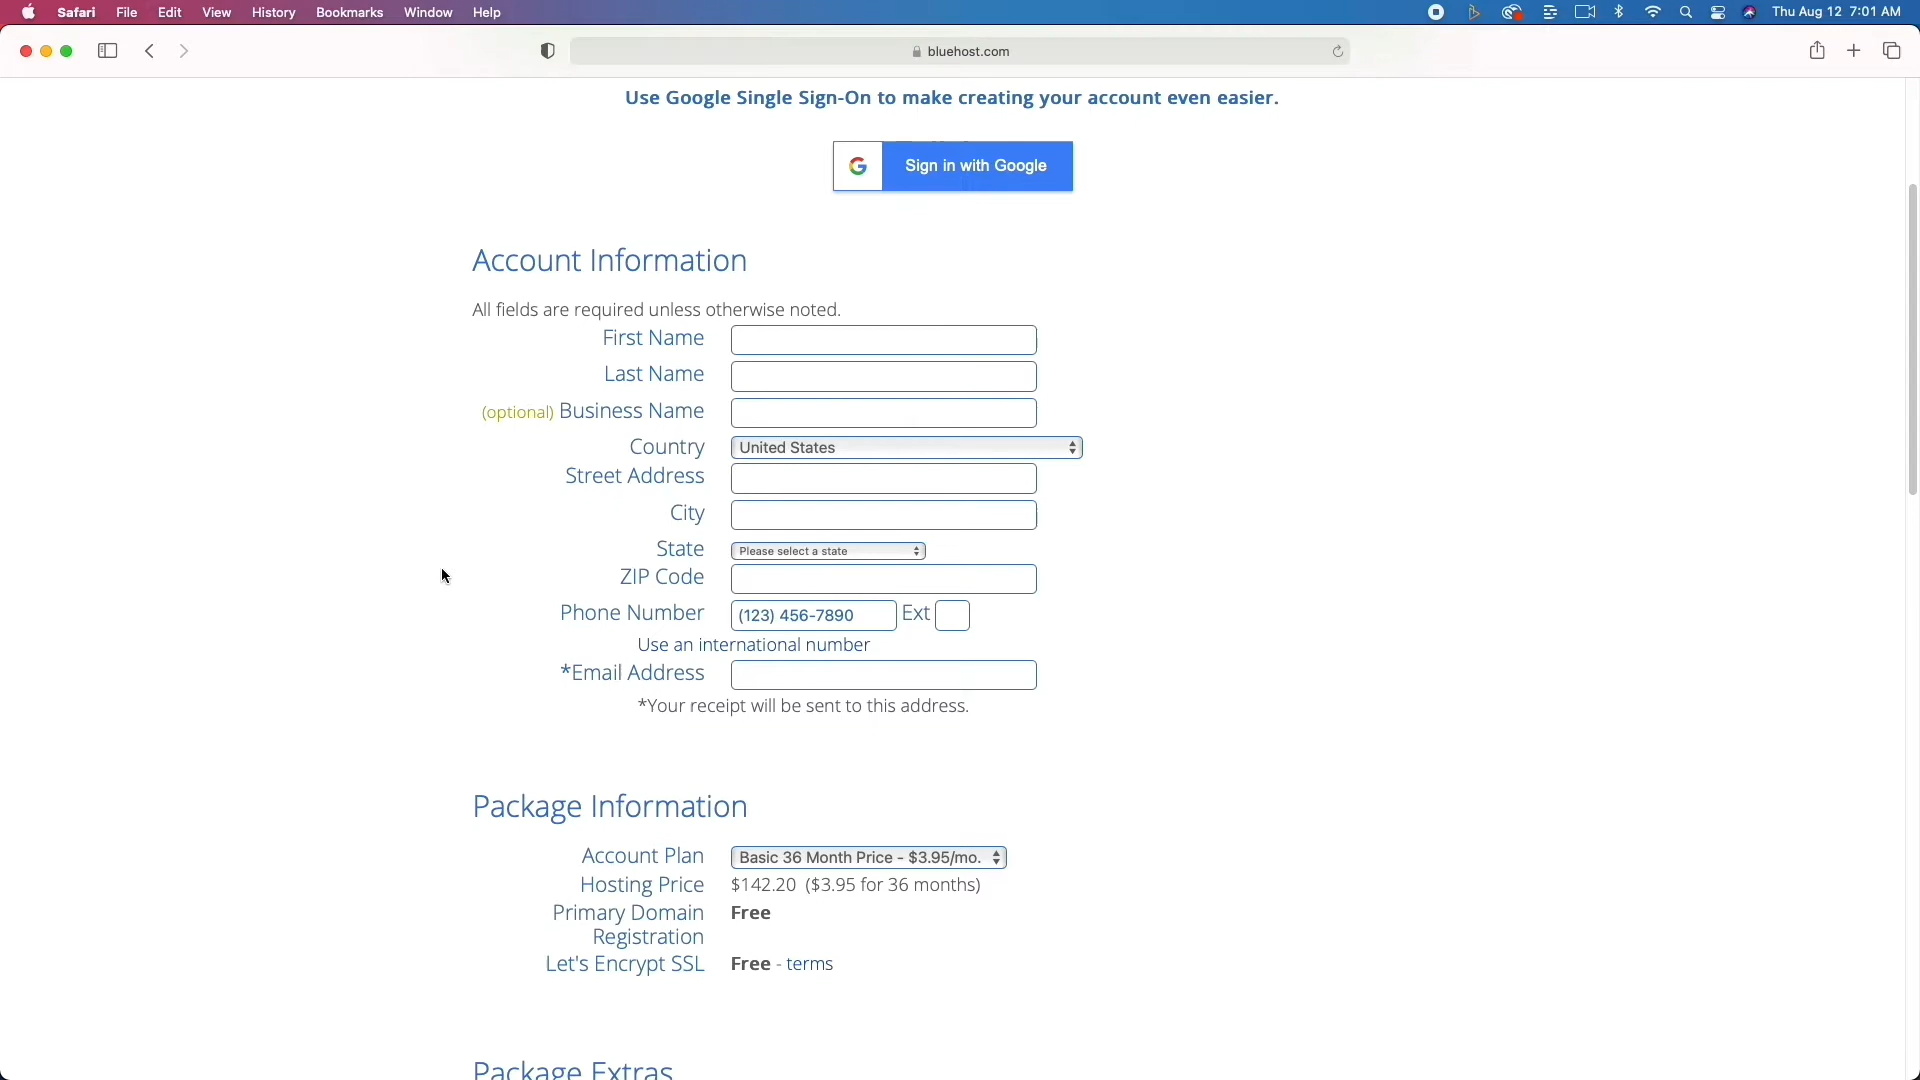 Safari File Edit View History Bookmarks Window Help Thu Aug 12 7:01 AM
bluehost.com
Use Google Single Sign-On to make creating your account even easier.
Sign in with Google
Account Information
All fields are required unless otherwise noted.
First Name
Last Name
(optional) Business Name
Country United States
Street Address
City
State Please select a state
ZIP Code
Phone Number (123) 456-7890 Ext
Use an international number
*Email Address
*Your receipt will be sent to this address.
Package Information
Account Plan Basic 36 Month Price - $3.95/mo.
Hosting Price $142.20 ($3.95 for 36 months)
Primary Domain Free
Registration
Let's Encrypt SSL Free - terms
Package Extras